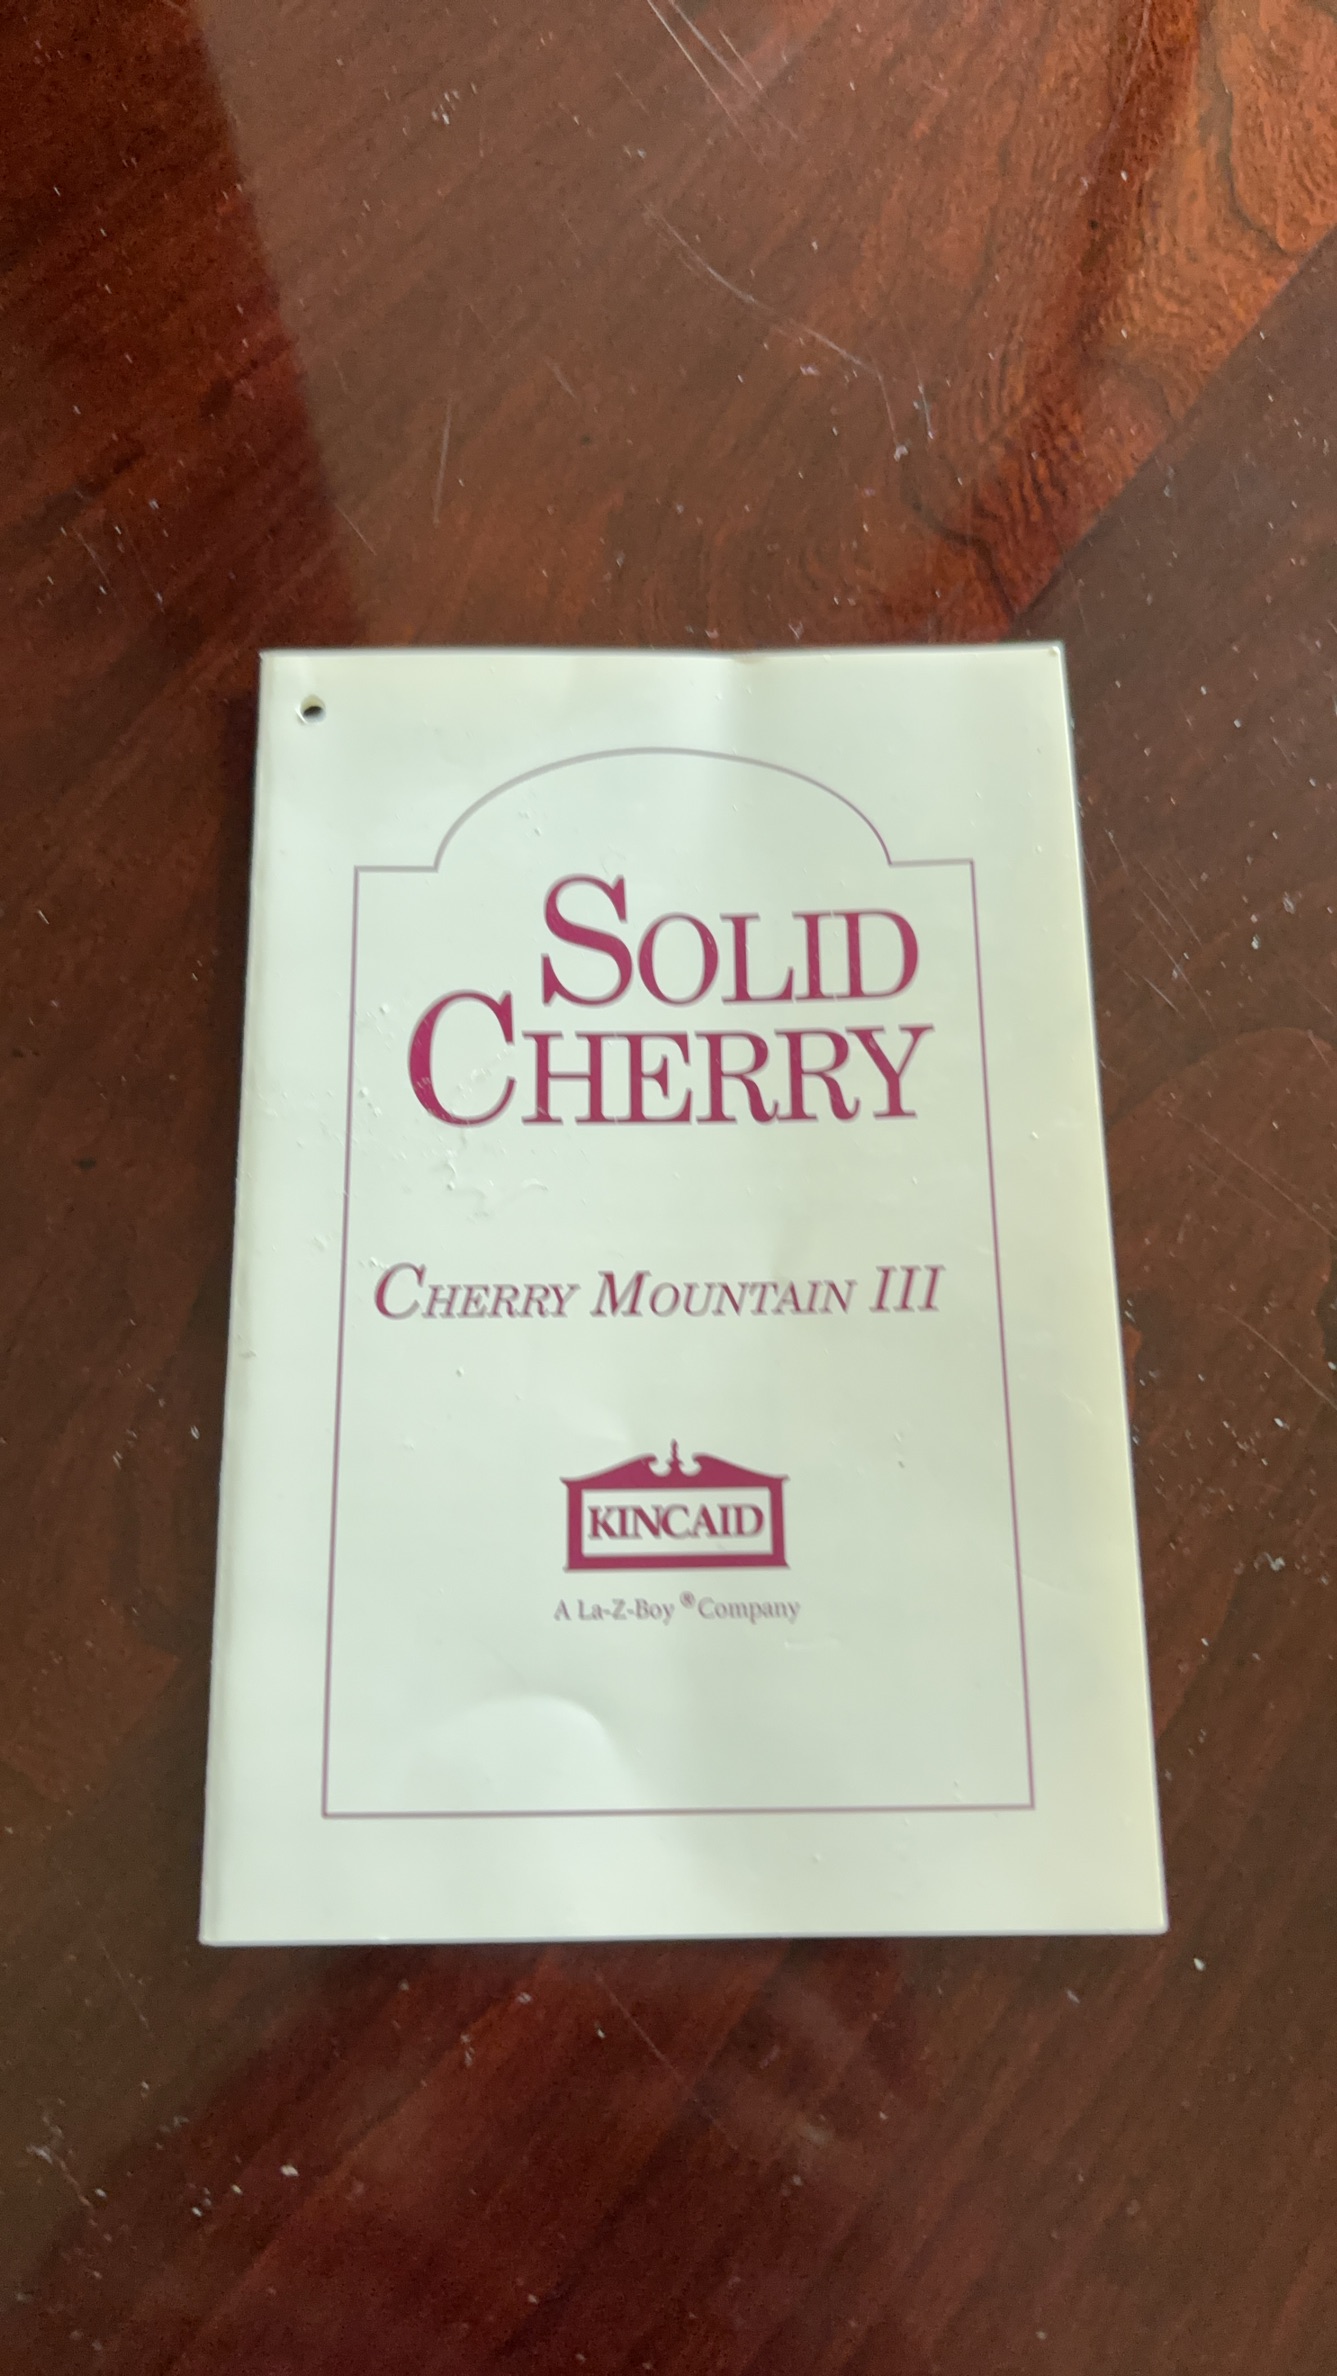 SOLID
CHERRY
CHERRY MOUNTAIN III
KINCAID
A La-Z-Boy ® Company